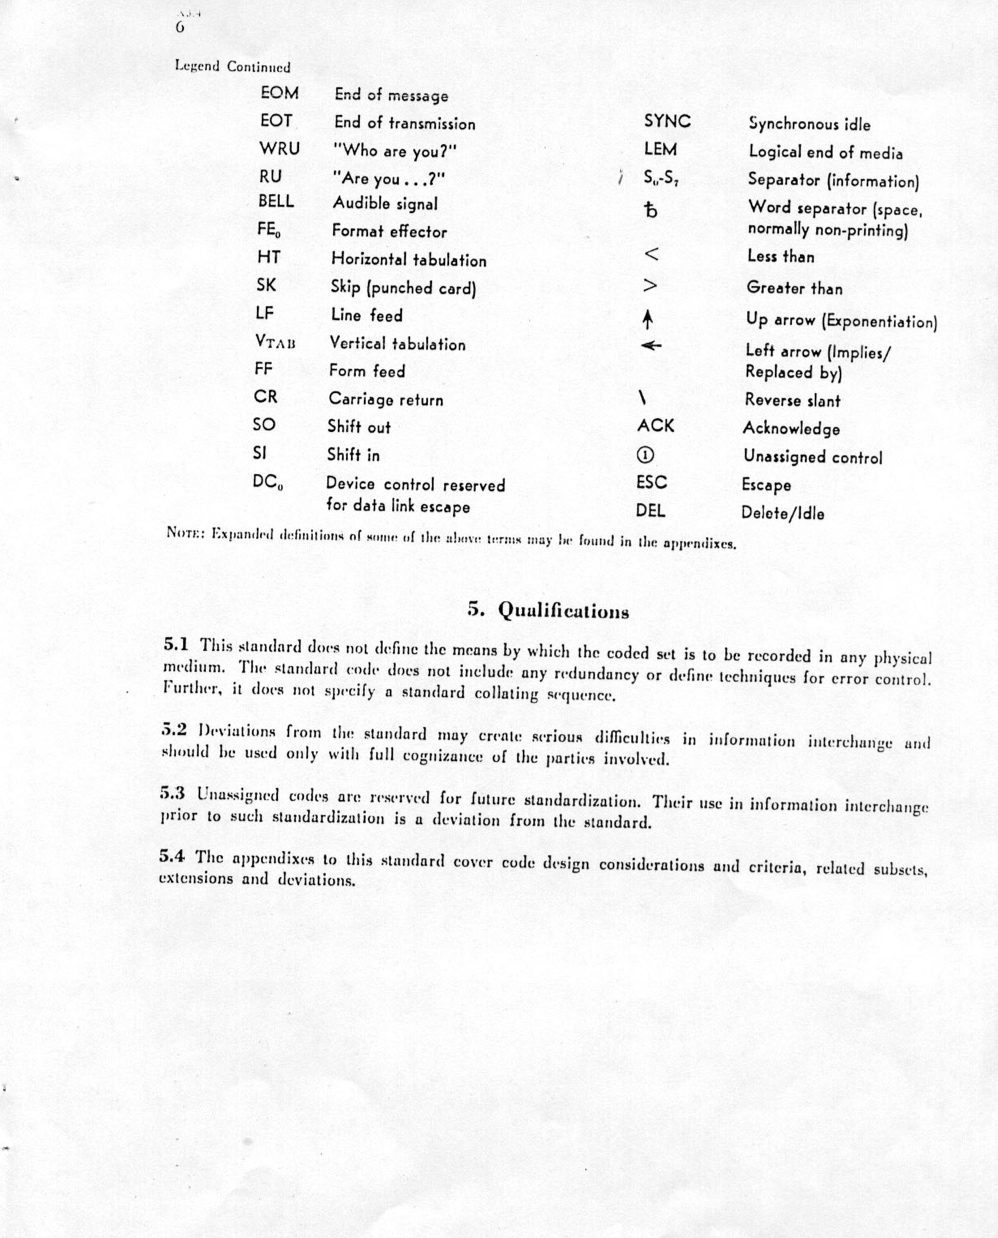 X3.4
6
Legend Continued
EOM End of message
EOT End of transmission
WRU "Who are you?"
RU "Are you . . . ?"
BELL Audible signal
FE₀ Format effector
HT Horizontal tabulation
SK Skip (punched card)
LF Line feed
VTAB Vertical tabulation
FF Form feed
CR Carriage return
SO Shift out
SI Shift in
DC₀ Device control reserved
for data link escape
SYNC Synchronous idle
LEM Logical end of media
S₀-S₇ Separator (information)
ƀ Word separator (space,
normally non-printing)
< Less than
> Greater than
↑ Up arrow (Exponentiation)
← Left arrow (Implies/
Replaced by)
\ Reverse slant
ACK Acknowledge
① Unassigned control
ESC Escape
DEL Delete/Idle
NOTE: Expanded definitions of some of the above terms may be found in the appendixes.
5. Qualifications
5.1 This standard does not define the means by which the coded set is to be recorded in any physical
medium. The standard code does not include any redundancy or define techniques for error control.
Further, it does not specify a standard collating sequence.
5.2 Deviations from the standard may create serious difficulties in information interchange and
should be used only with full cognizance of the parties involved.
5.3 Unassigned codes are reserved for future standardization. Their use in information interchange
prior to such standardization is a deviation from the standard.
5.4 The appendixes to this standard cover code design considerations and criteria, related subsets,
extensions and deviations.